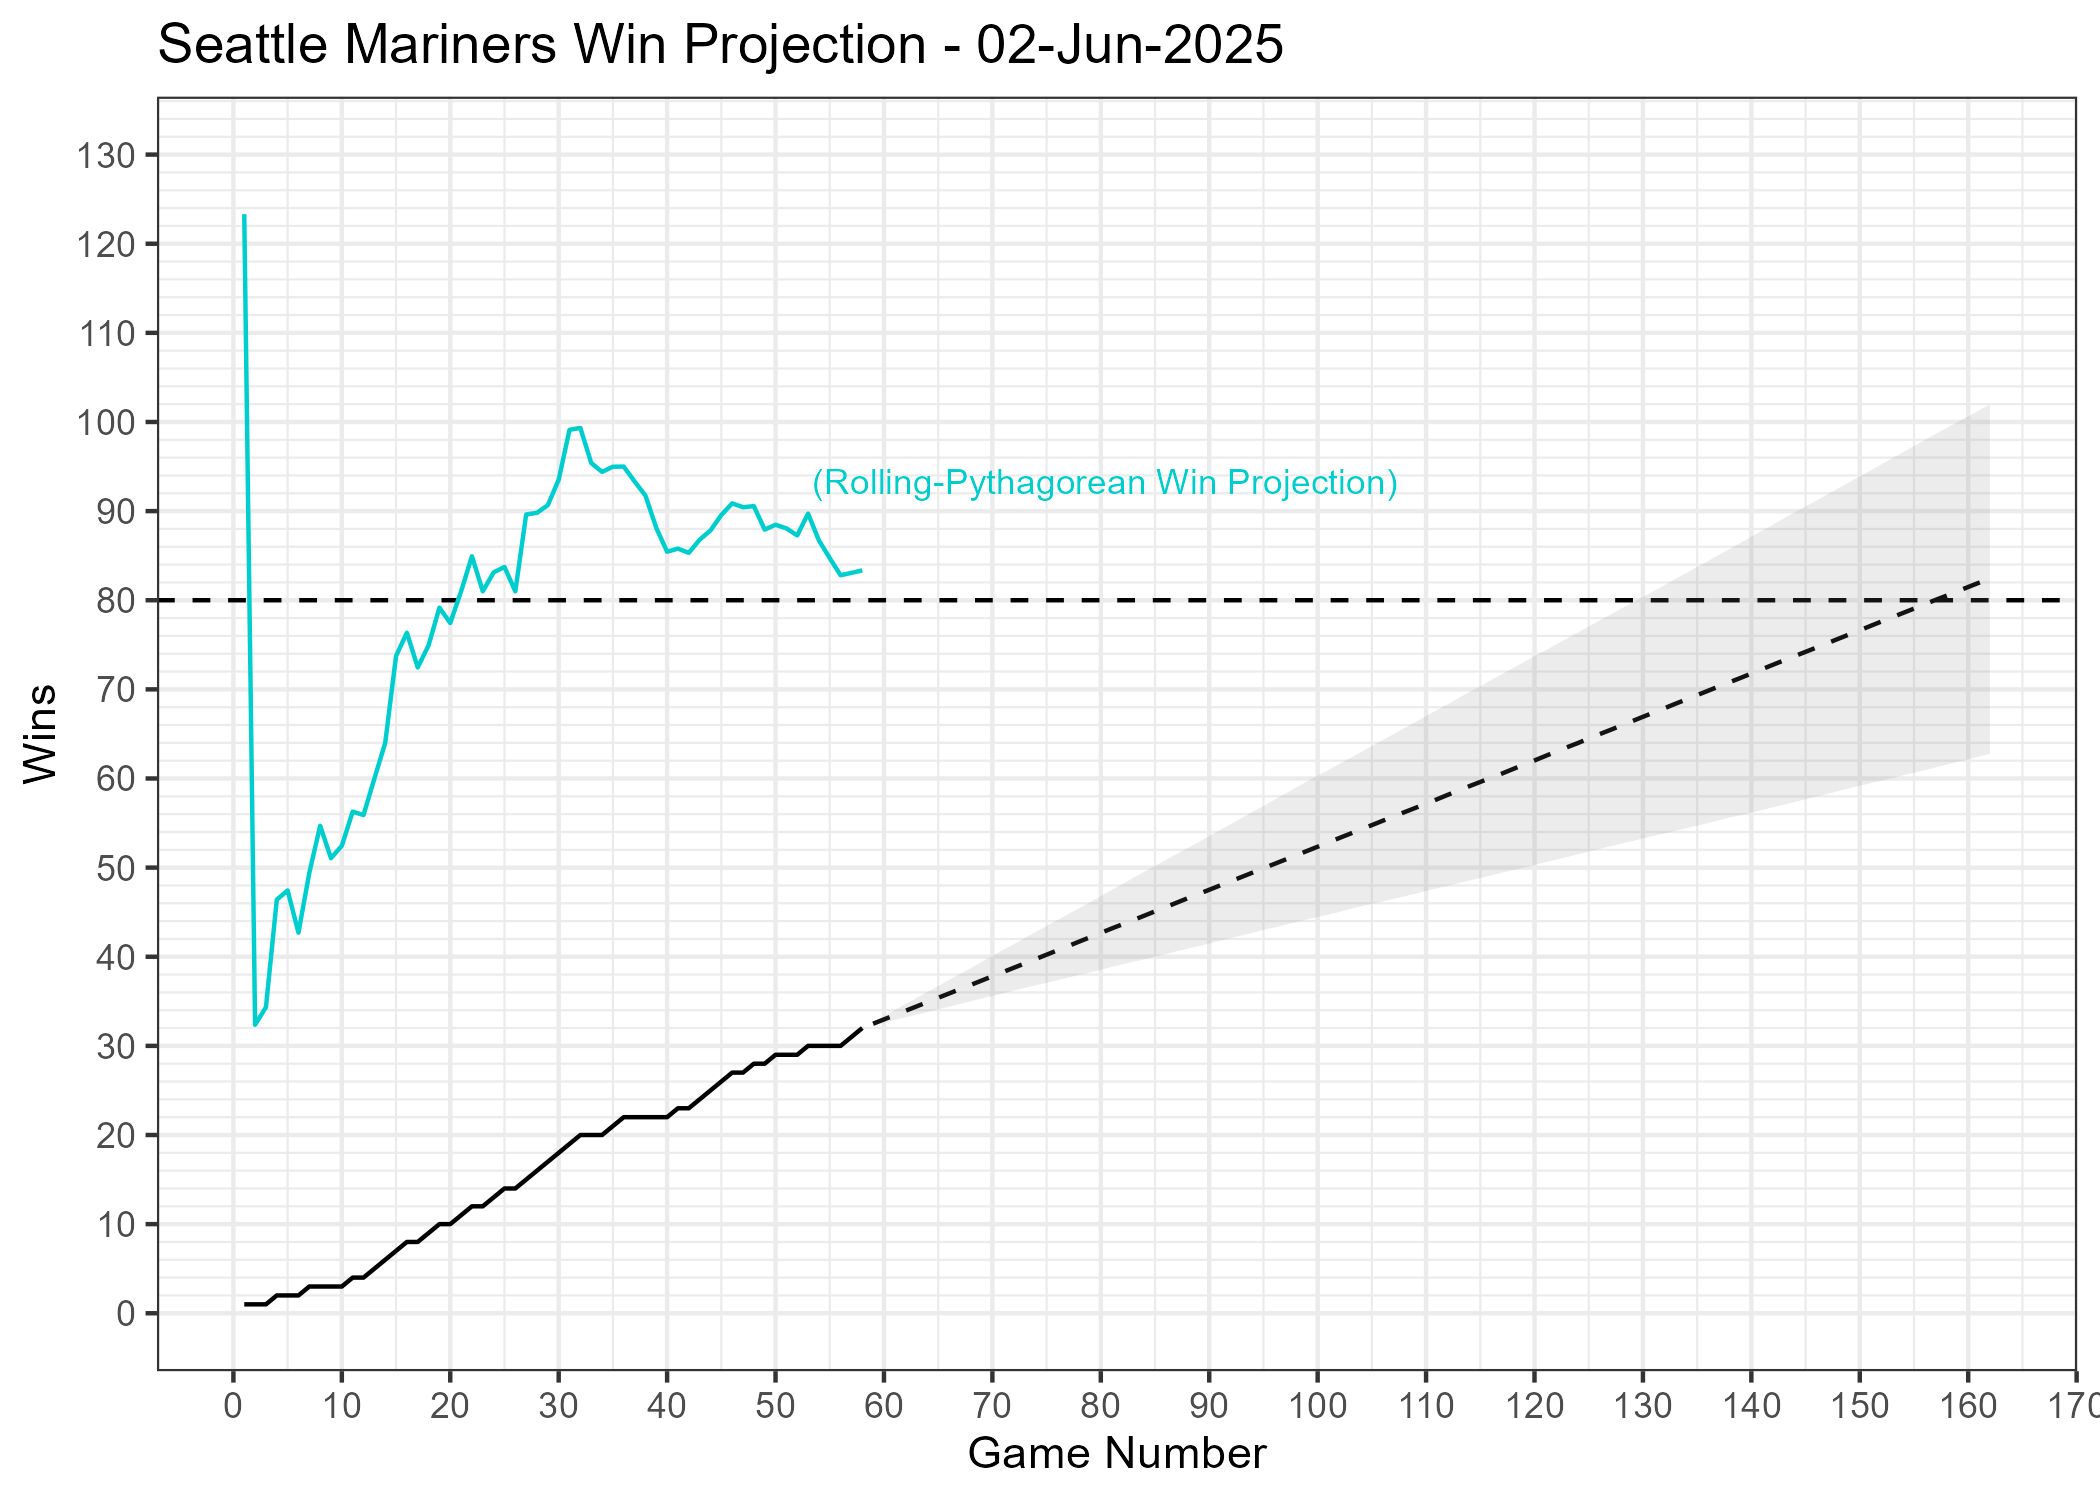 Seattle Mariners Win Projection - 02-Jun-2025
130
120
110
100
90
80
70
60
50
40
30
20
10
0
Wins
(Rolling-Pythagorean Win Projection)
0 10 20 30 40 50 60 70 80 90 100 110 120 130 140 150 160 170
Game Number